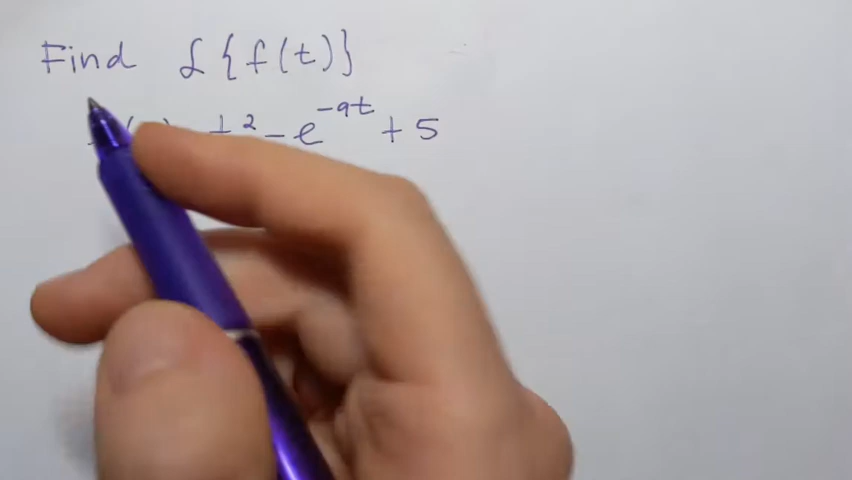 Find £{f(t)}
t² - e^{-9t} + 5